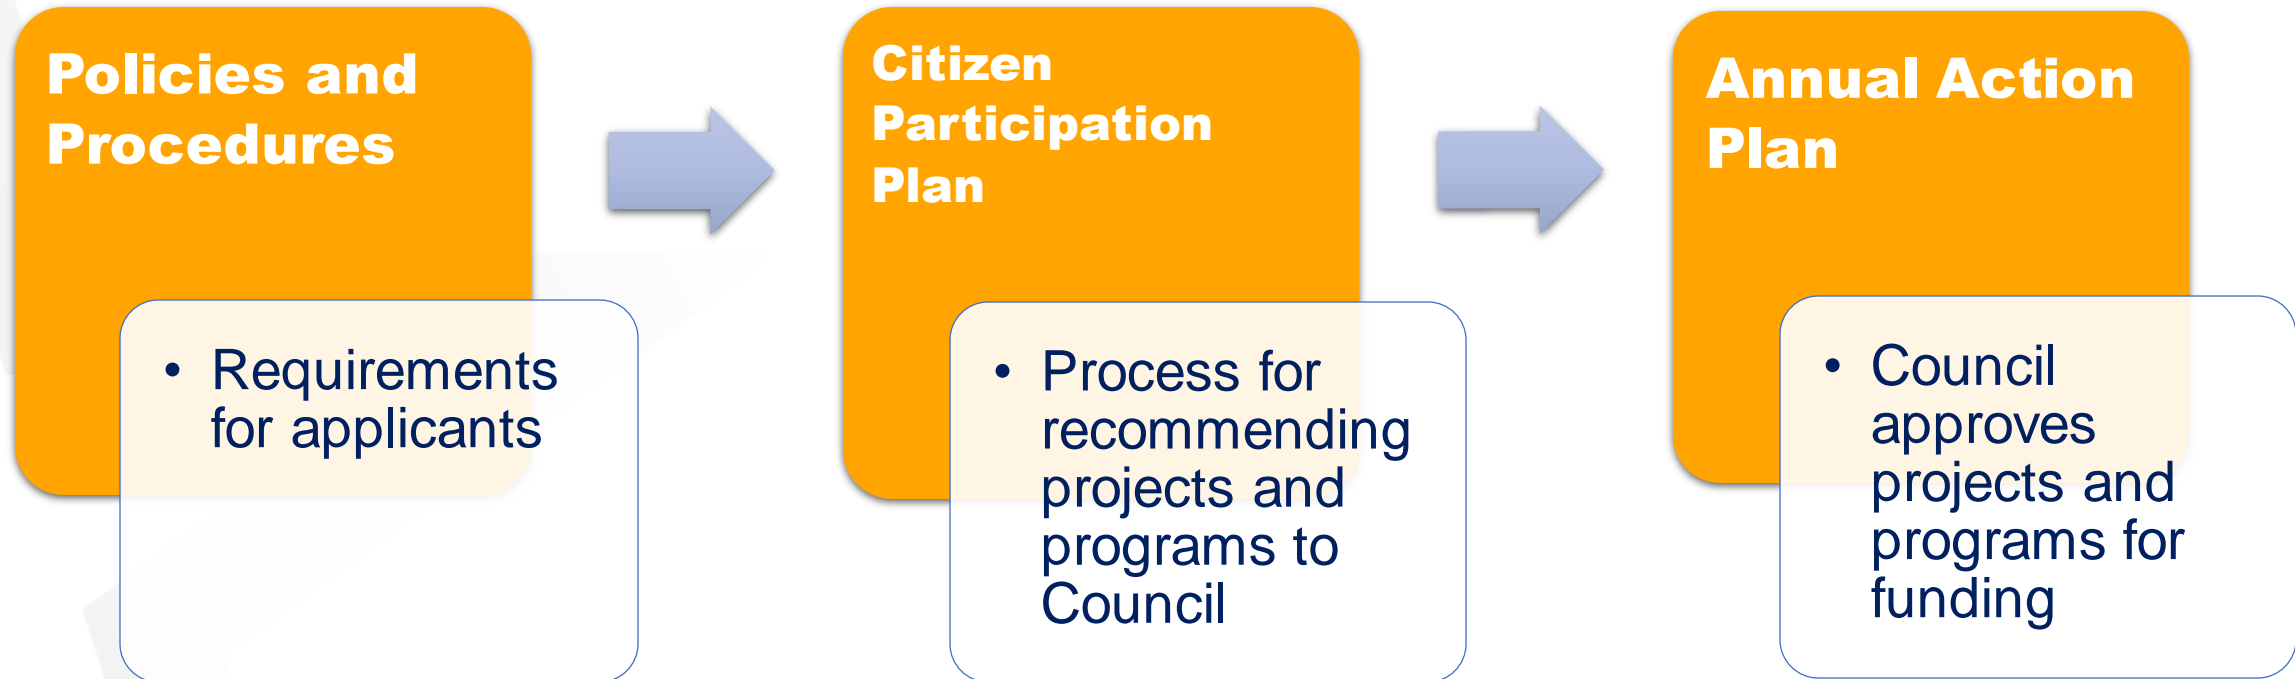 Policies and
Procedures
• Requirements
for applicants
Citizen
Participation
Plan
• Process for
recommending
projects and
programs to
Council
Annual Action
Plan
• Council
approves
projects and
programs for
funding